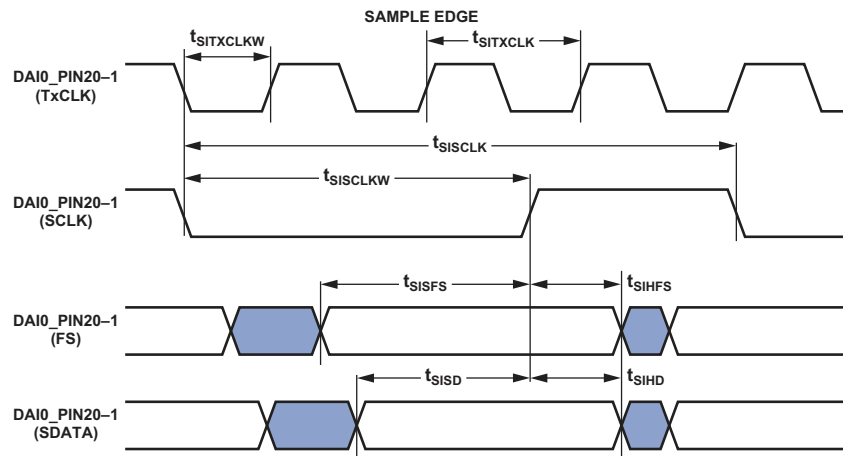 SAMPLE EDGE
tSITXCLKW
tSITXCLK
DAI0_PIN20–1
(TxCLK)
tSISCLK
tSISCLKW
DAI0_PIN20–1
(SCLK)
tSISFS
tSIHFS
DAI0_PIN20–1
(FS)
tSISD
tSIHD
DAI0_PIN20–1
(SDATA)